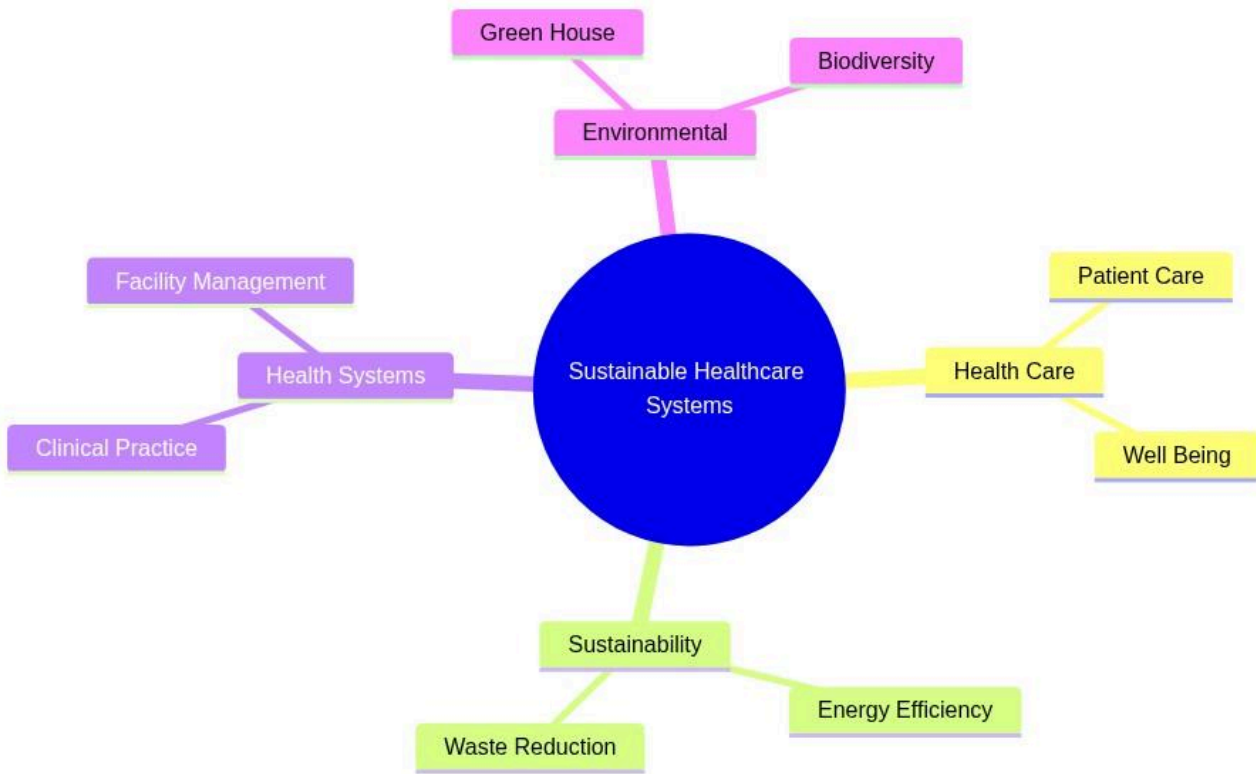 Green House
Biodiversity
Environmental
Facility Management
Patient Care
Health Systems
Sustainable Healthcare
Systems
Health Care
Clinical Practice
Well Being
Sustainability
Energy Efficiency
Waste Reduction